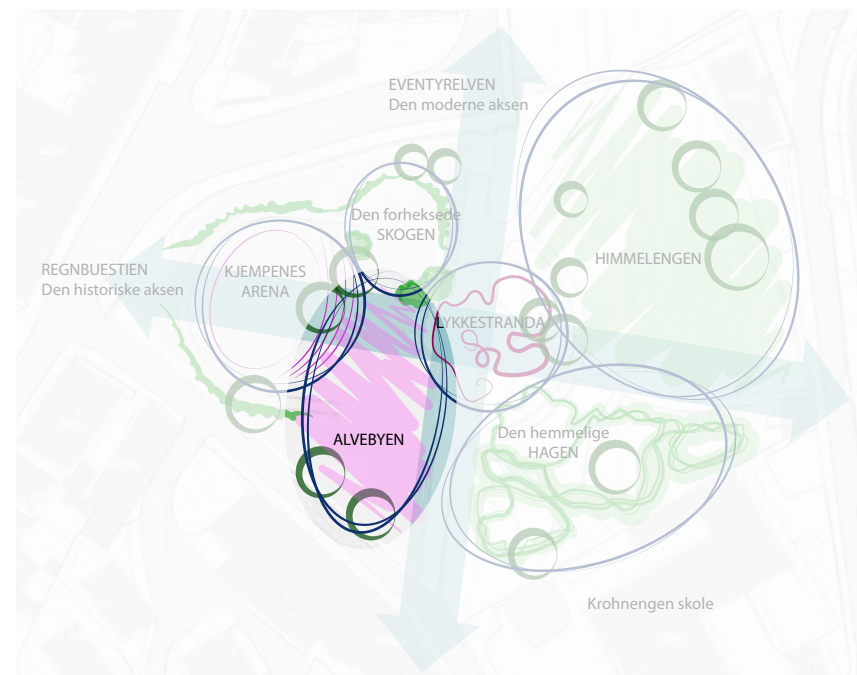 EVENTYRELVEN
Den moderne aksen
Den forheksede
SKOGEN
HIMMELENGEN
REGNBUESTIEN
Den historiske aksen
KJEMPENES
ARENA
LYKKESTRANDA
ALVEBYEN
Den hemmelige
HAGEN
Krohnengen skole